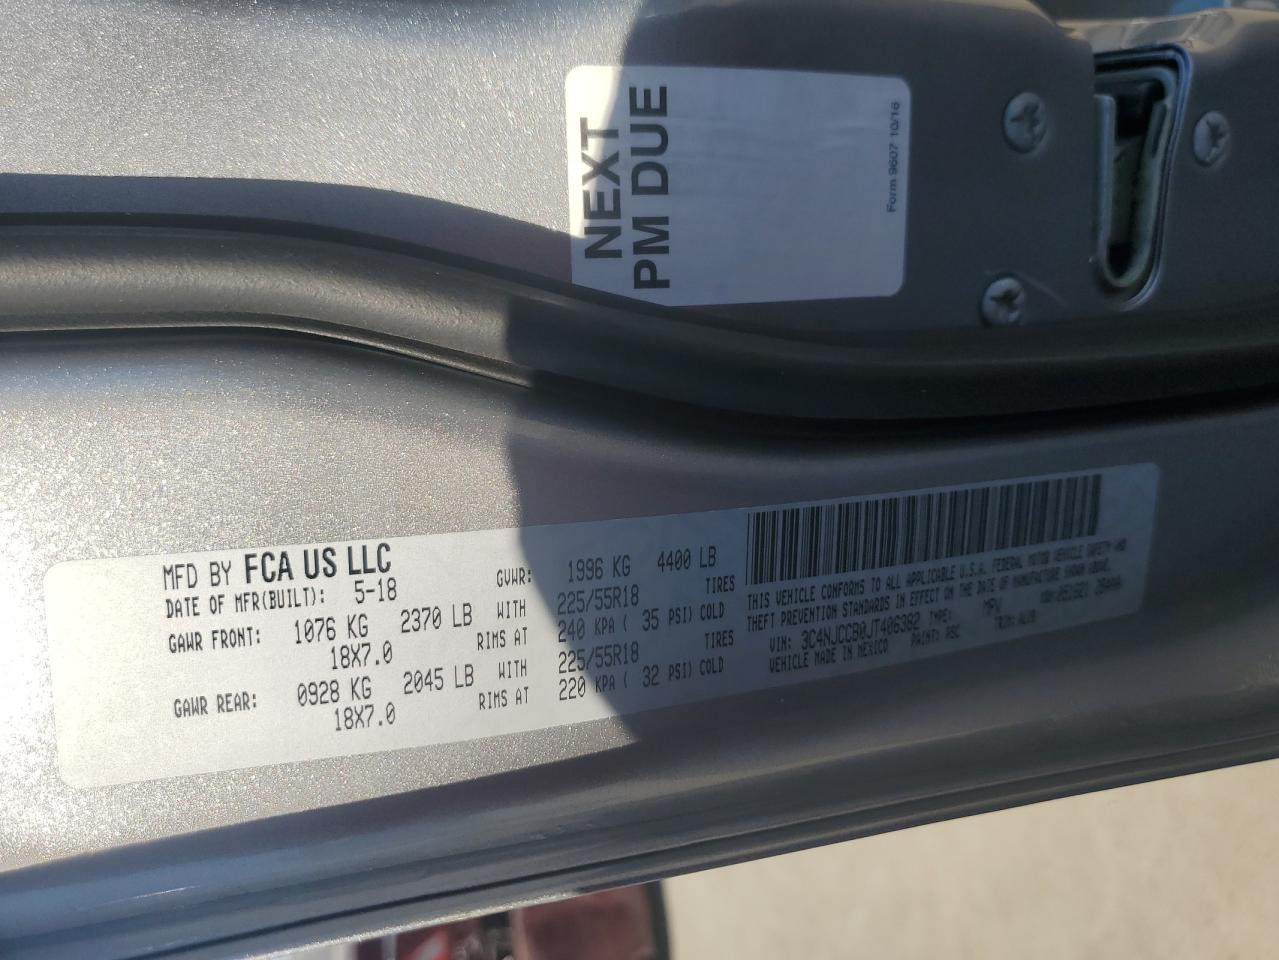 NEXT
PM DUE
Form 9607 10/16
MFD BY FCA US LLC
DATE OF MFR(BUILT): 5-18
GVWR: 1996 KG 4400 LB
GAWR FRONT: 1076 KG 2370 LB WITH 225/55R18 TIRES
18X7.0 RIMS AT 240 KPA ( 35 PSI) COLD
GAWR REAR: 0928 KG 2045 LB WITH 225/55R18 TIRES
18X7.0 RIMS AT 220 KPA ( 32 PSI) COLD
THIS VEHICLE CONFORMS TO ALL APPLICABLE U.S.A. FEDERAL MOTOR VEHICLE SAFETY AND
THEFT PREVENTION STANDARDS IN EFFECT ON THE DATE OF MANUFACTURE SHOWN ABOVE.
VIN: 3C4NJCCB0JT406382 TYPE: MPV
VEHICLE MADE IN MEXICO PAINT: PSC TRIM: